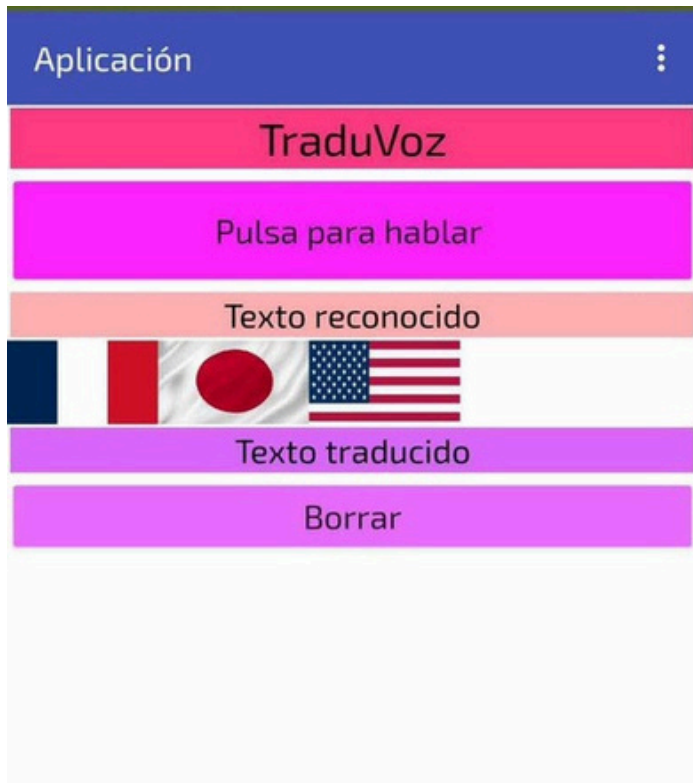 Aplicación
TraduVoz
Pulsa para hablar
Texto reconocido
Texto traducido
Borrar